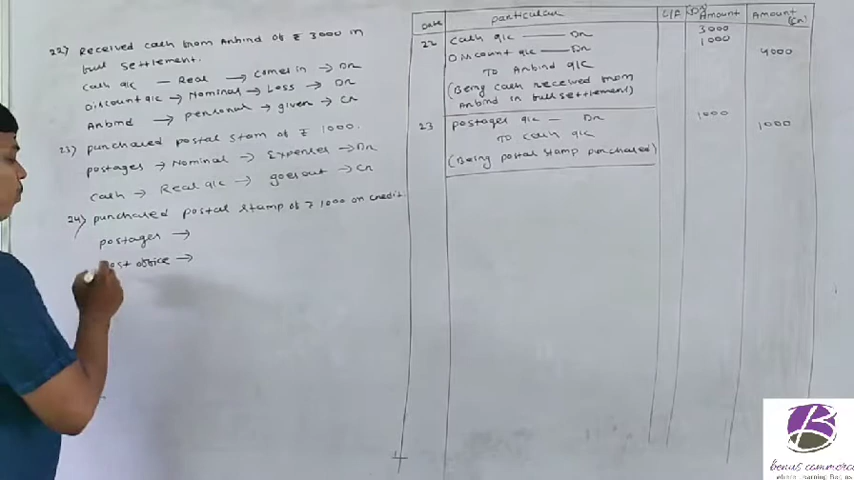 22) Received cash from Anbind of ₹ 3000 in
full settlement.
Cash a/c — Real → Comes in → Dr
Discount a/c → Nominal → Loss → Dr
Anbind → personal → given → Cr
23) purchased postal stam of ₹ 1000.
postages → Nominal → Expenses → Dr
Cash → Real a/c → goes out → Cr
24) purchased postal stamp of ₹ 1000 on credit
postages →
post office →
Date particular L/F (Dr) Amount Amount (Cr)
22 Cash a/c —— Dr 3000
Discount a/c — Dr 1000
To Anbind a/c 4000
(Being cash received from
Anbind in full settlement)
23 postages a/c — Dr 1000
To cash a/c 1000
(Being postal stamp purchased)
Benus commerce